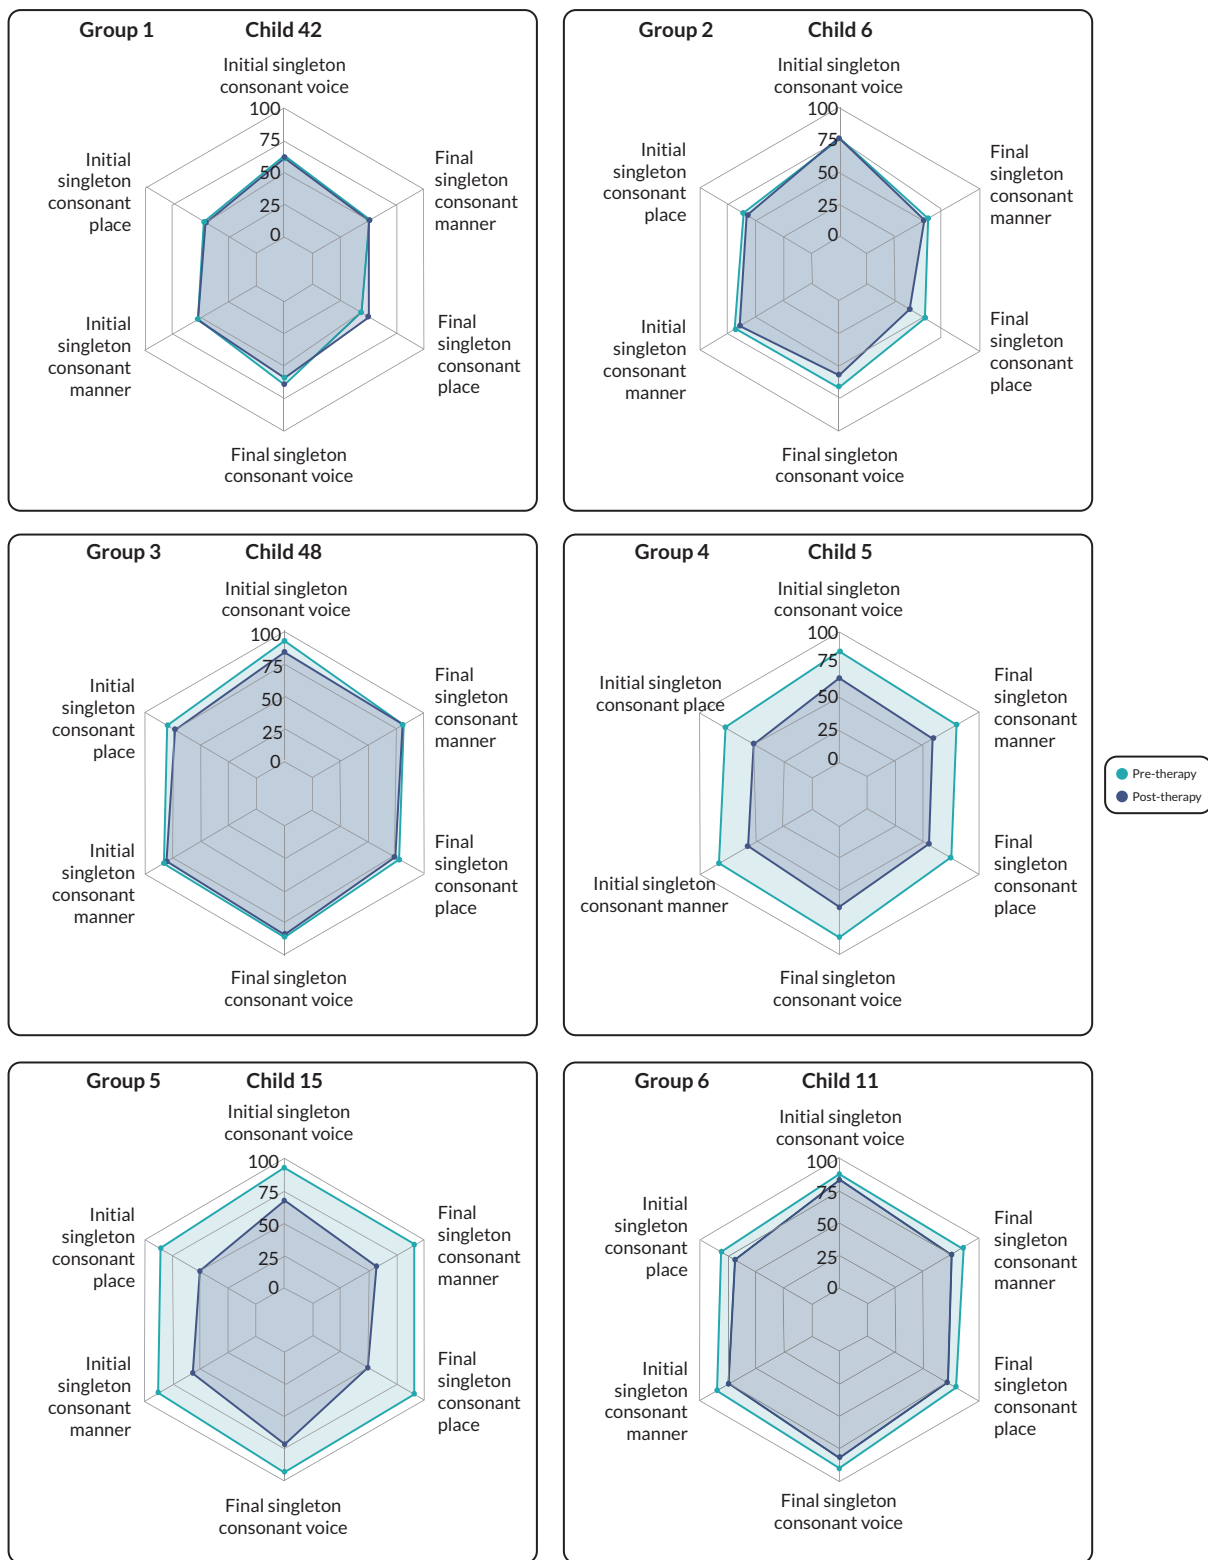 Group 1
Child 42
Initial singleton
consonant voice
100
75
50
25
0
Final
singleton
consonant
manner
Final
singleton
consonant
place
Final singleton
consonant voice
Initial
singleton
consonant
manner
Initial
singleton
consonant
place
Group 2
Child 6
Initial singleton
consonant voice
100
75
50
25
0
Final
singleton
consonant
manner
Final
singleton
consonant
place
Final singleton
consonant voice
Initial
singleton
consonant
manner
Initial
singleton
consonant
place
Group 3
Child 48
Initial singleton
consonant voice
100
75
50
25
0
Final
singleton
consonant
manner
Final
singleton
consonant
place
Final singleton
consonant voice
Initial
singleton
consonant
manner
Initial
singleton
consonant
place
Group 4
Child 5
Initial singleton
consonant voice
100
75
50
25
0
Final
singleton
consonant
manner
Final
singleton
consonant
place
Final singleton
consonant voice
Initial singleton
consonant manner
Initial singleton
consonant place
Pre-therapy
Post-therapy
Group 5
Child 15
Initial singleton
consonant voice
100
75
50
25
0
Final
singleton
consonant
manner
Final
singleton
consonant
place
Final singleton
consonant voice
Initial
singleton
consonant
manner
Initial
singleton
consonant
place
Group 6
Child 11
Initial singleton
consonant voice
100
75
50
25
0
Final
singleton
consonant
manner
Final
singleton
consonant
place
Final singleton
consonant voice
Initial
singleton
consonant
manner
Initial
singleton
consonant
place